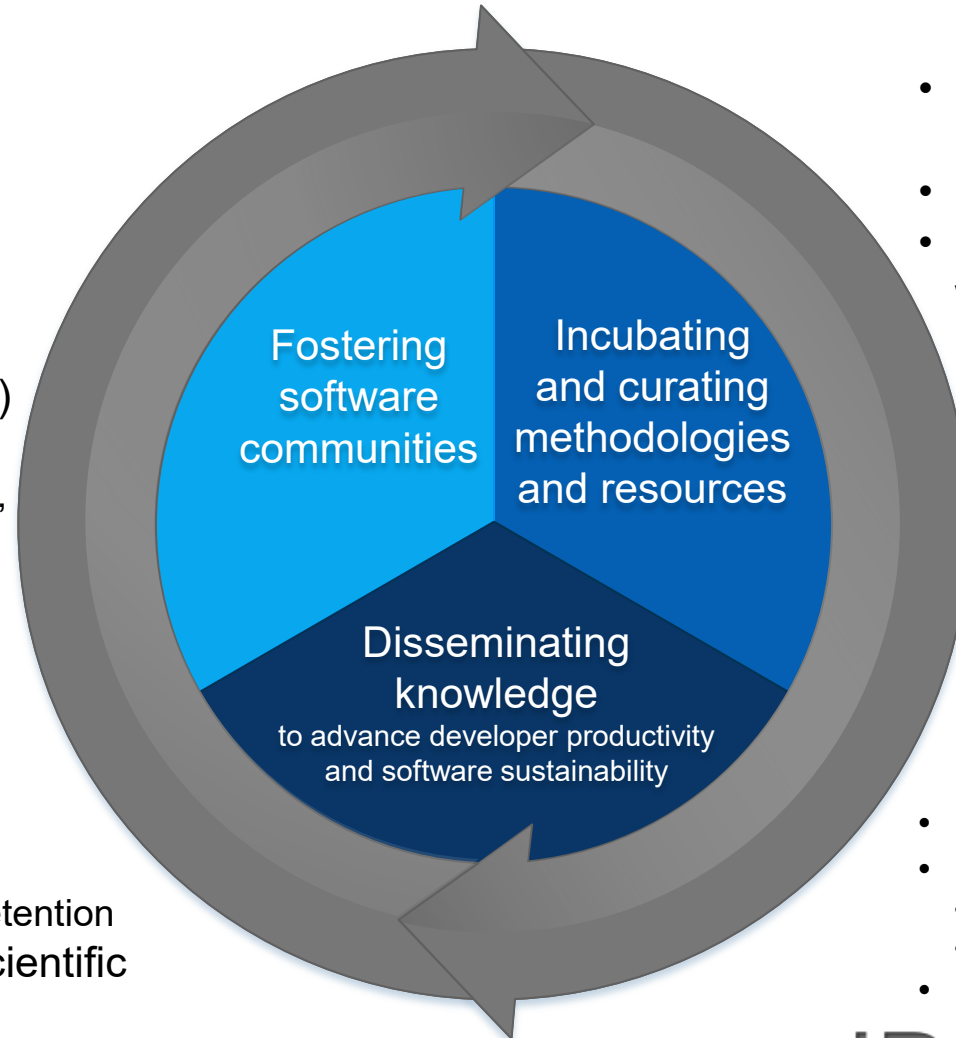 Fostering
software
communities
Incubating
and curating
methodologies
and resources
Disseminating
knowledge
to advance developer productivity
and software sustainability
)
,
cientific